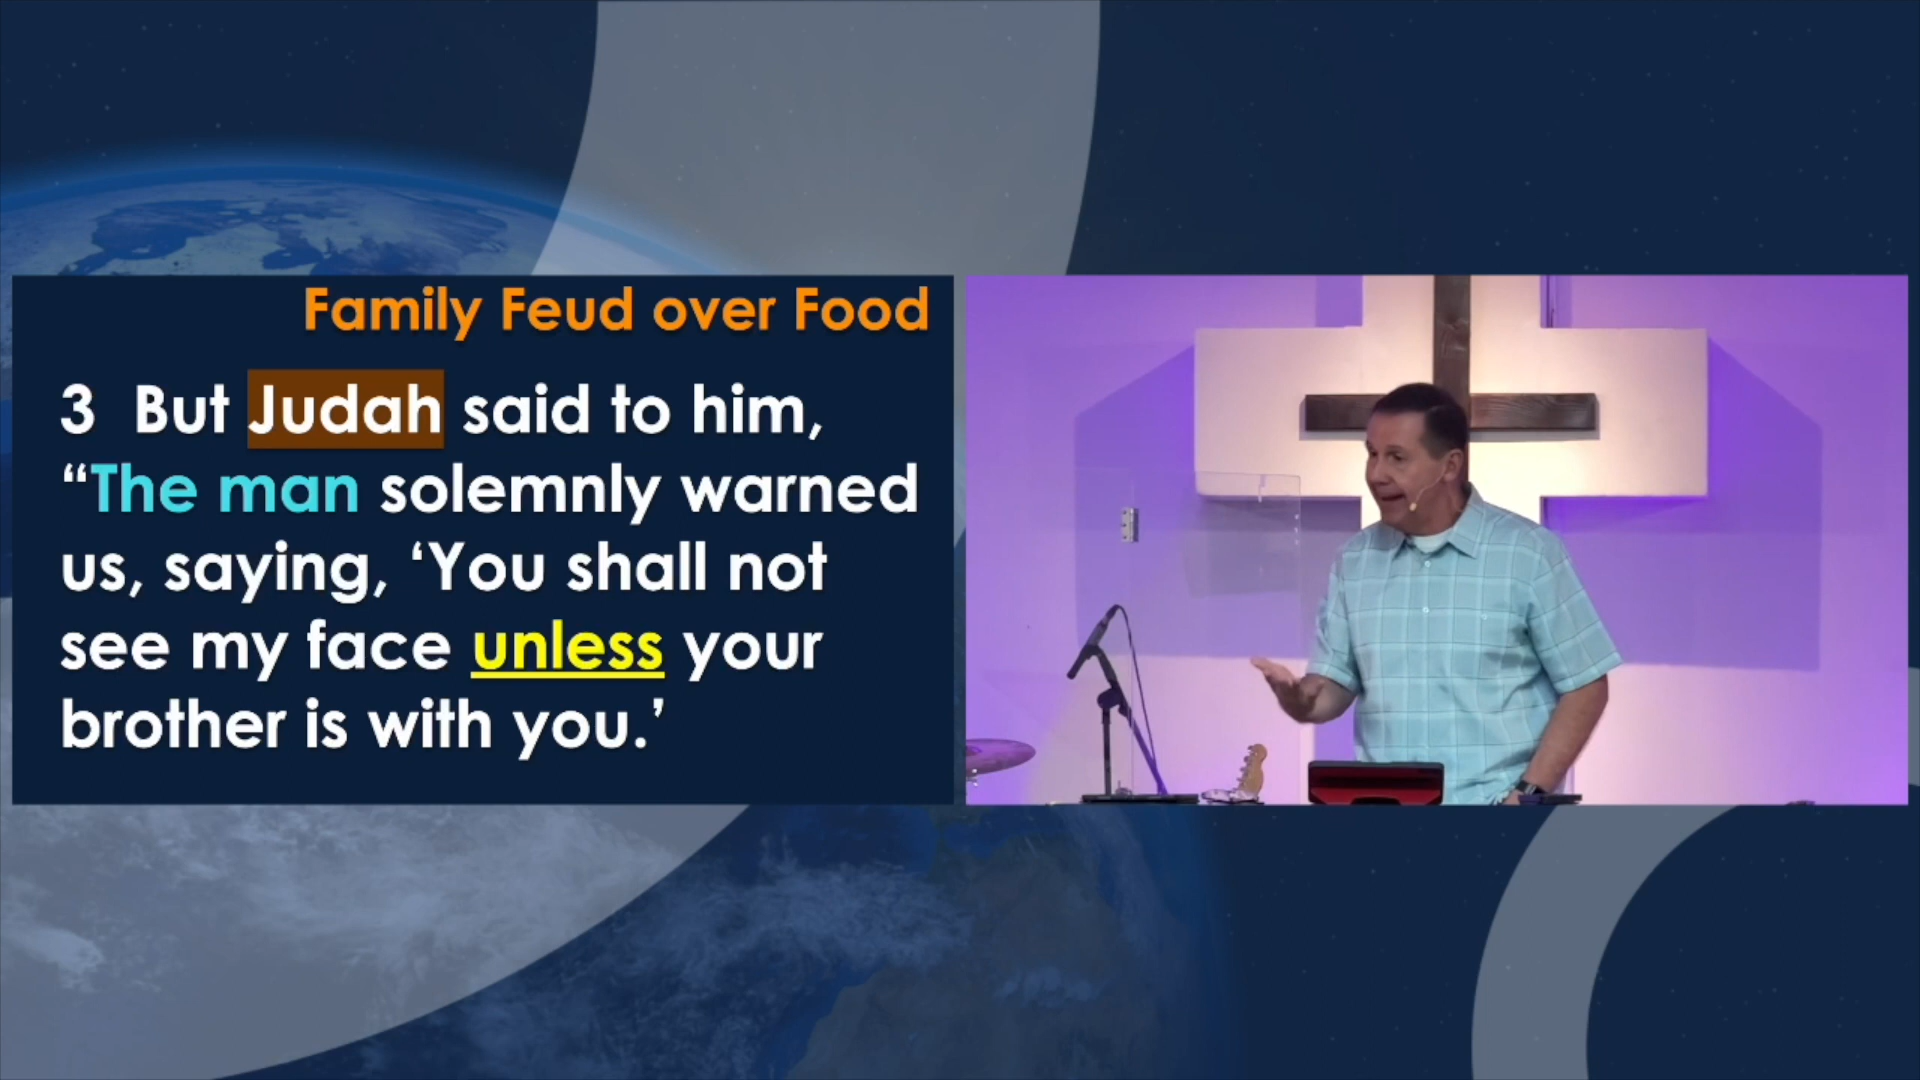 Family Feud over Food
3 But Judah said to him,
“The man solemnly warned
us, saying, ‘You shall not
see my face unless your
brother is with you.’